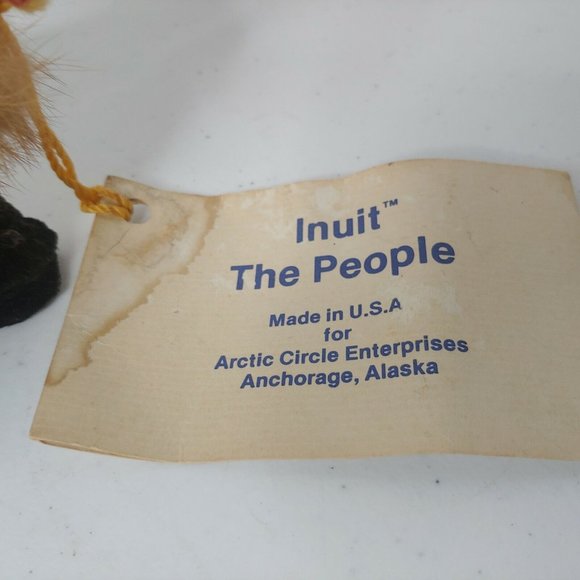 Inuit™
The People
Made in U.S.A
for
Arctic Circle Enterprises
Anchorage, Alaska